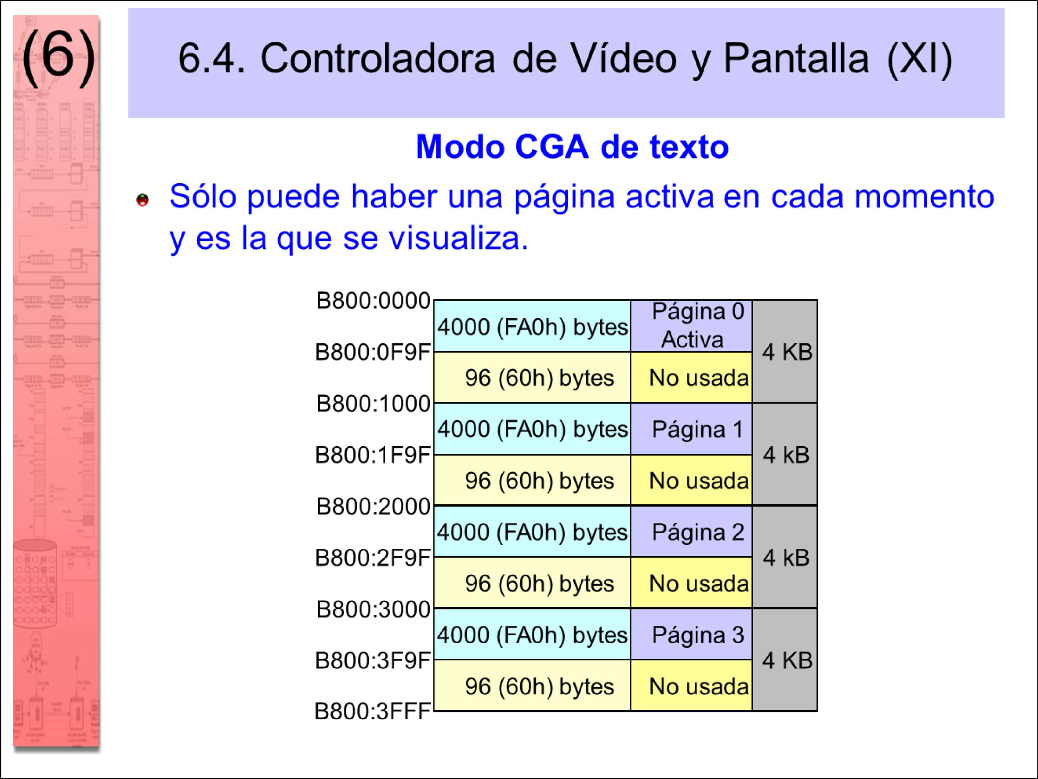 (6)
6.4. Controladora de Vídeo y Pantalla (XI)
Modo CGA de texto
Sólo puede haber una página activa en cada momento
y es la que se visualiza.
B800:0000
4000 (FA0h) bytes
Página 0
Activa
4 KB
B800:0F9F
96 (60h) bytes
No usada
B800:1000
4000 (FA0h) bytes
Página 1
4 kB
B800:1F9F
96 (60h) bytes
No usada
B800:2000
4000 (FA0h) bytes
Página 2
4 kB
B800:2F9F
96 (60h) bytes
No usada
B800:3000
4000 (FA0h) bytes
Página 3
4 KB
B800:3F9F
96 (60h) bytes
No usada
B800:3FFF